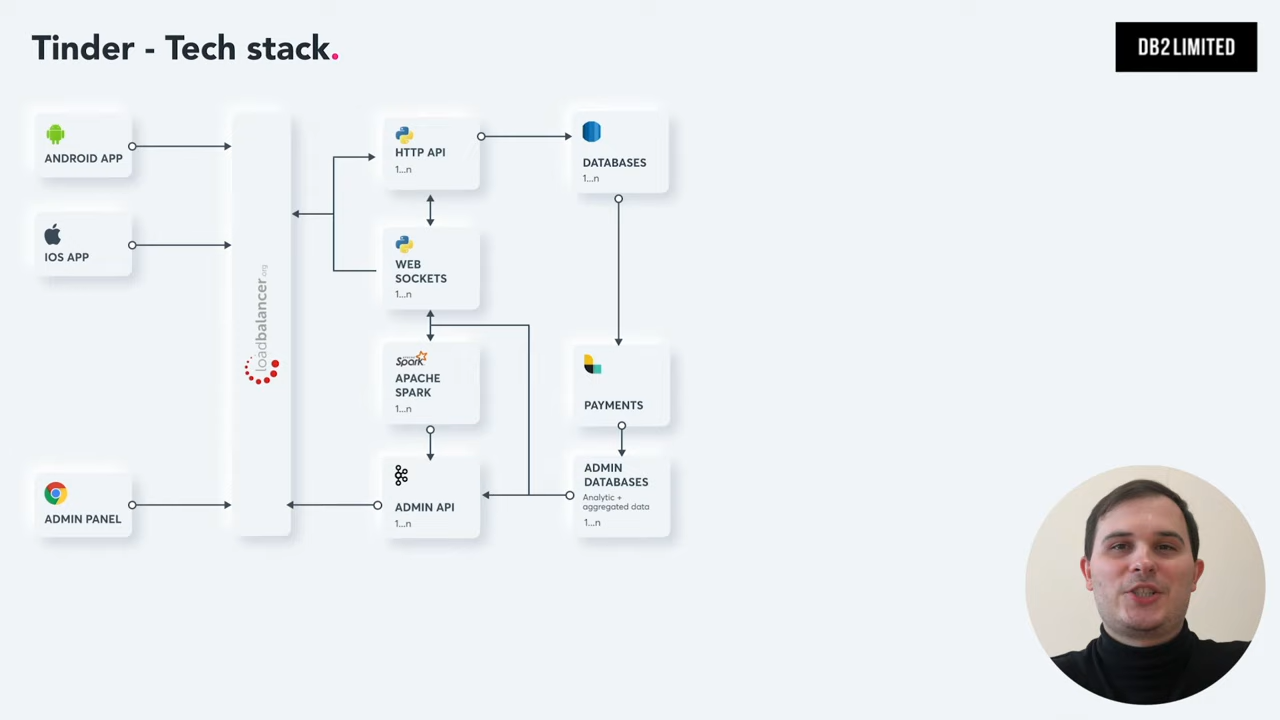 Tinder - Tech stack.
DB2 LIMITED
ANDROID APP
IOS APP
ADMIN PANEL
loadbalancer.org
HTTP API
1...n
WEB
SOCKETS
1...n
Spark
APACHE
SPARK
1...n
ADMIN API
1...n
DATABASES
1...n
PAYMENTS
ADMIN
DATABASES
Analytic +
aggregated data
1...n